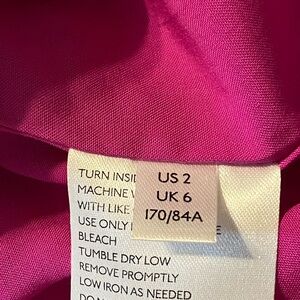 US 2
UK 6
170/84A
TURN INSI
MACHINE
WITH LIKE
USE ONLY
BLEACH
TUMBLE DRY LOW
REMOVE PROMPTLY
LOW IRON AS NEEDED